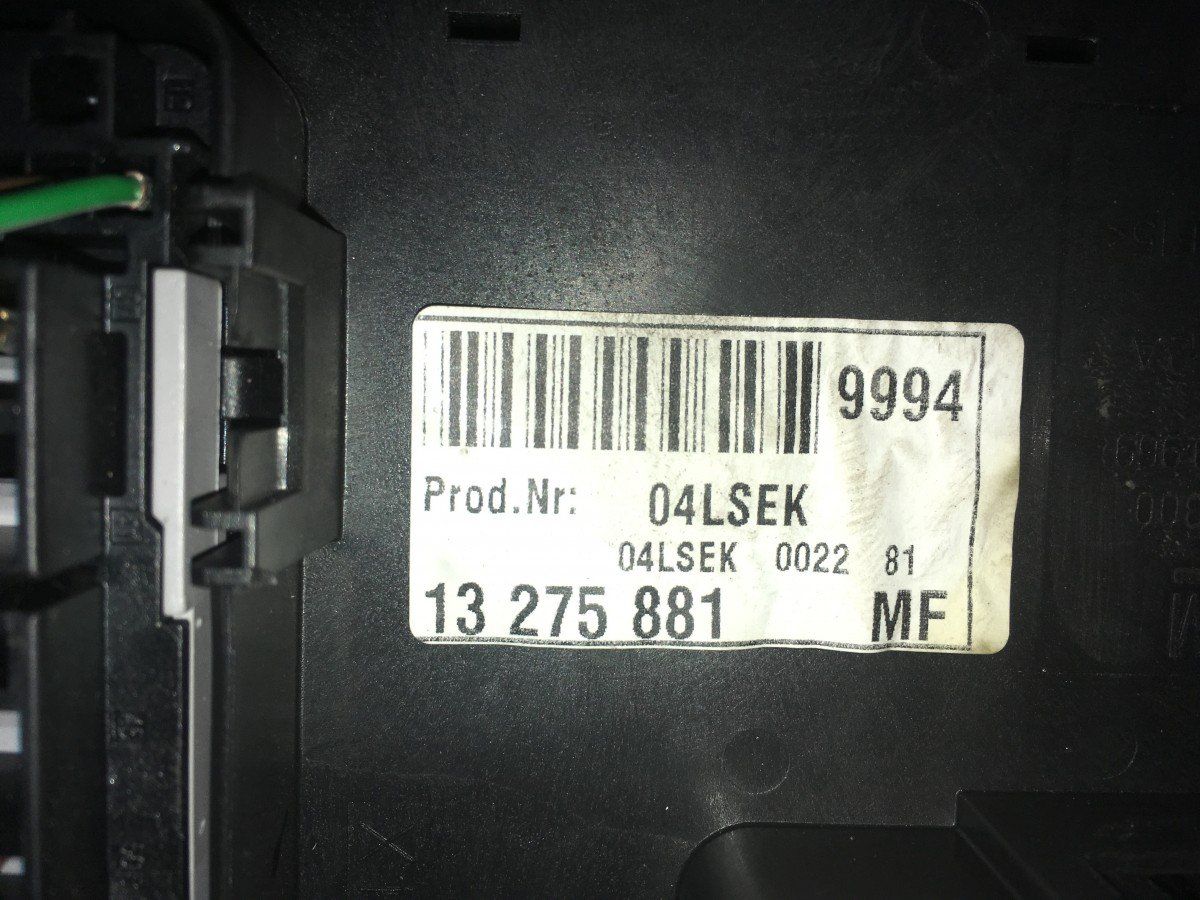 9994
Prod.Nr: 04LSEK
04LSEK 0022 81
13 275 881 MF